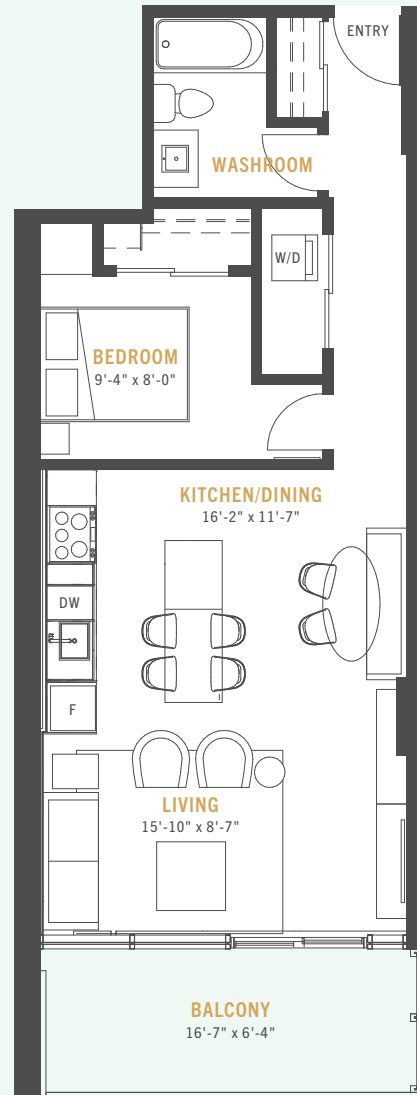 ENTRY
WASHROOM
W/D
BEDROOM
9'-4" x 8'-0"
KITCHEN/DINING
16'-2" x 11'-7"
DW
F
LIVING
15'-10" x 8'-7"
BALCONY
16'-7" x 6'-4"